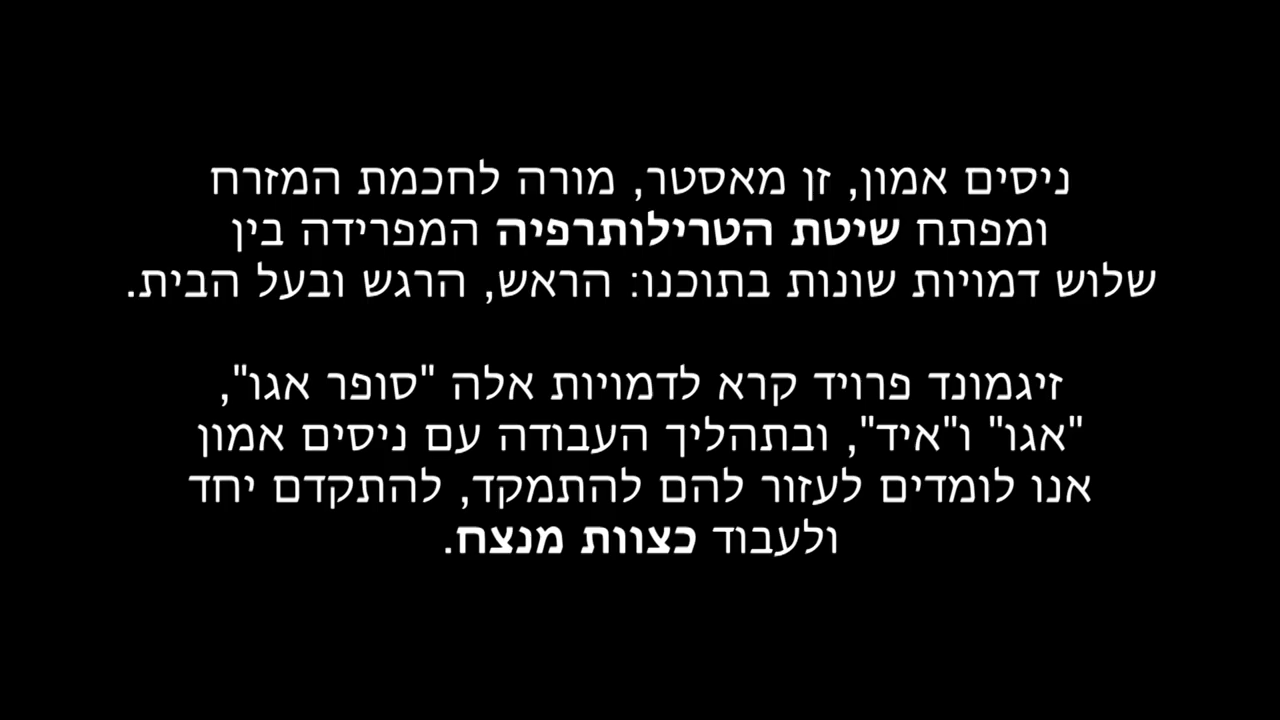 ניסים אמון, זן מאסטר, מורה לחכמת המזרח
ומפתח שיטת הטרילותרפיה המפרידה בין
שלוש דמויות שונות בתוכנו: הראש, הרגש ובעל הבית.
זיגמונד פרויד קרא לדמויות אלה "סופר אגו",
"אגו" ו"איד", ובתהליך העבודה עם ניסים אמון
אנו לומדים לעזור להם להתמקד, להתקדם יחד
ולעבוד כצוות מנצח.